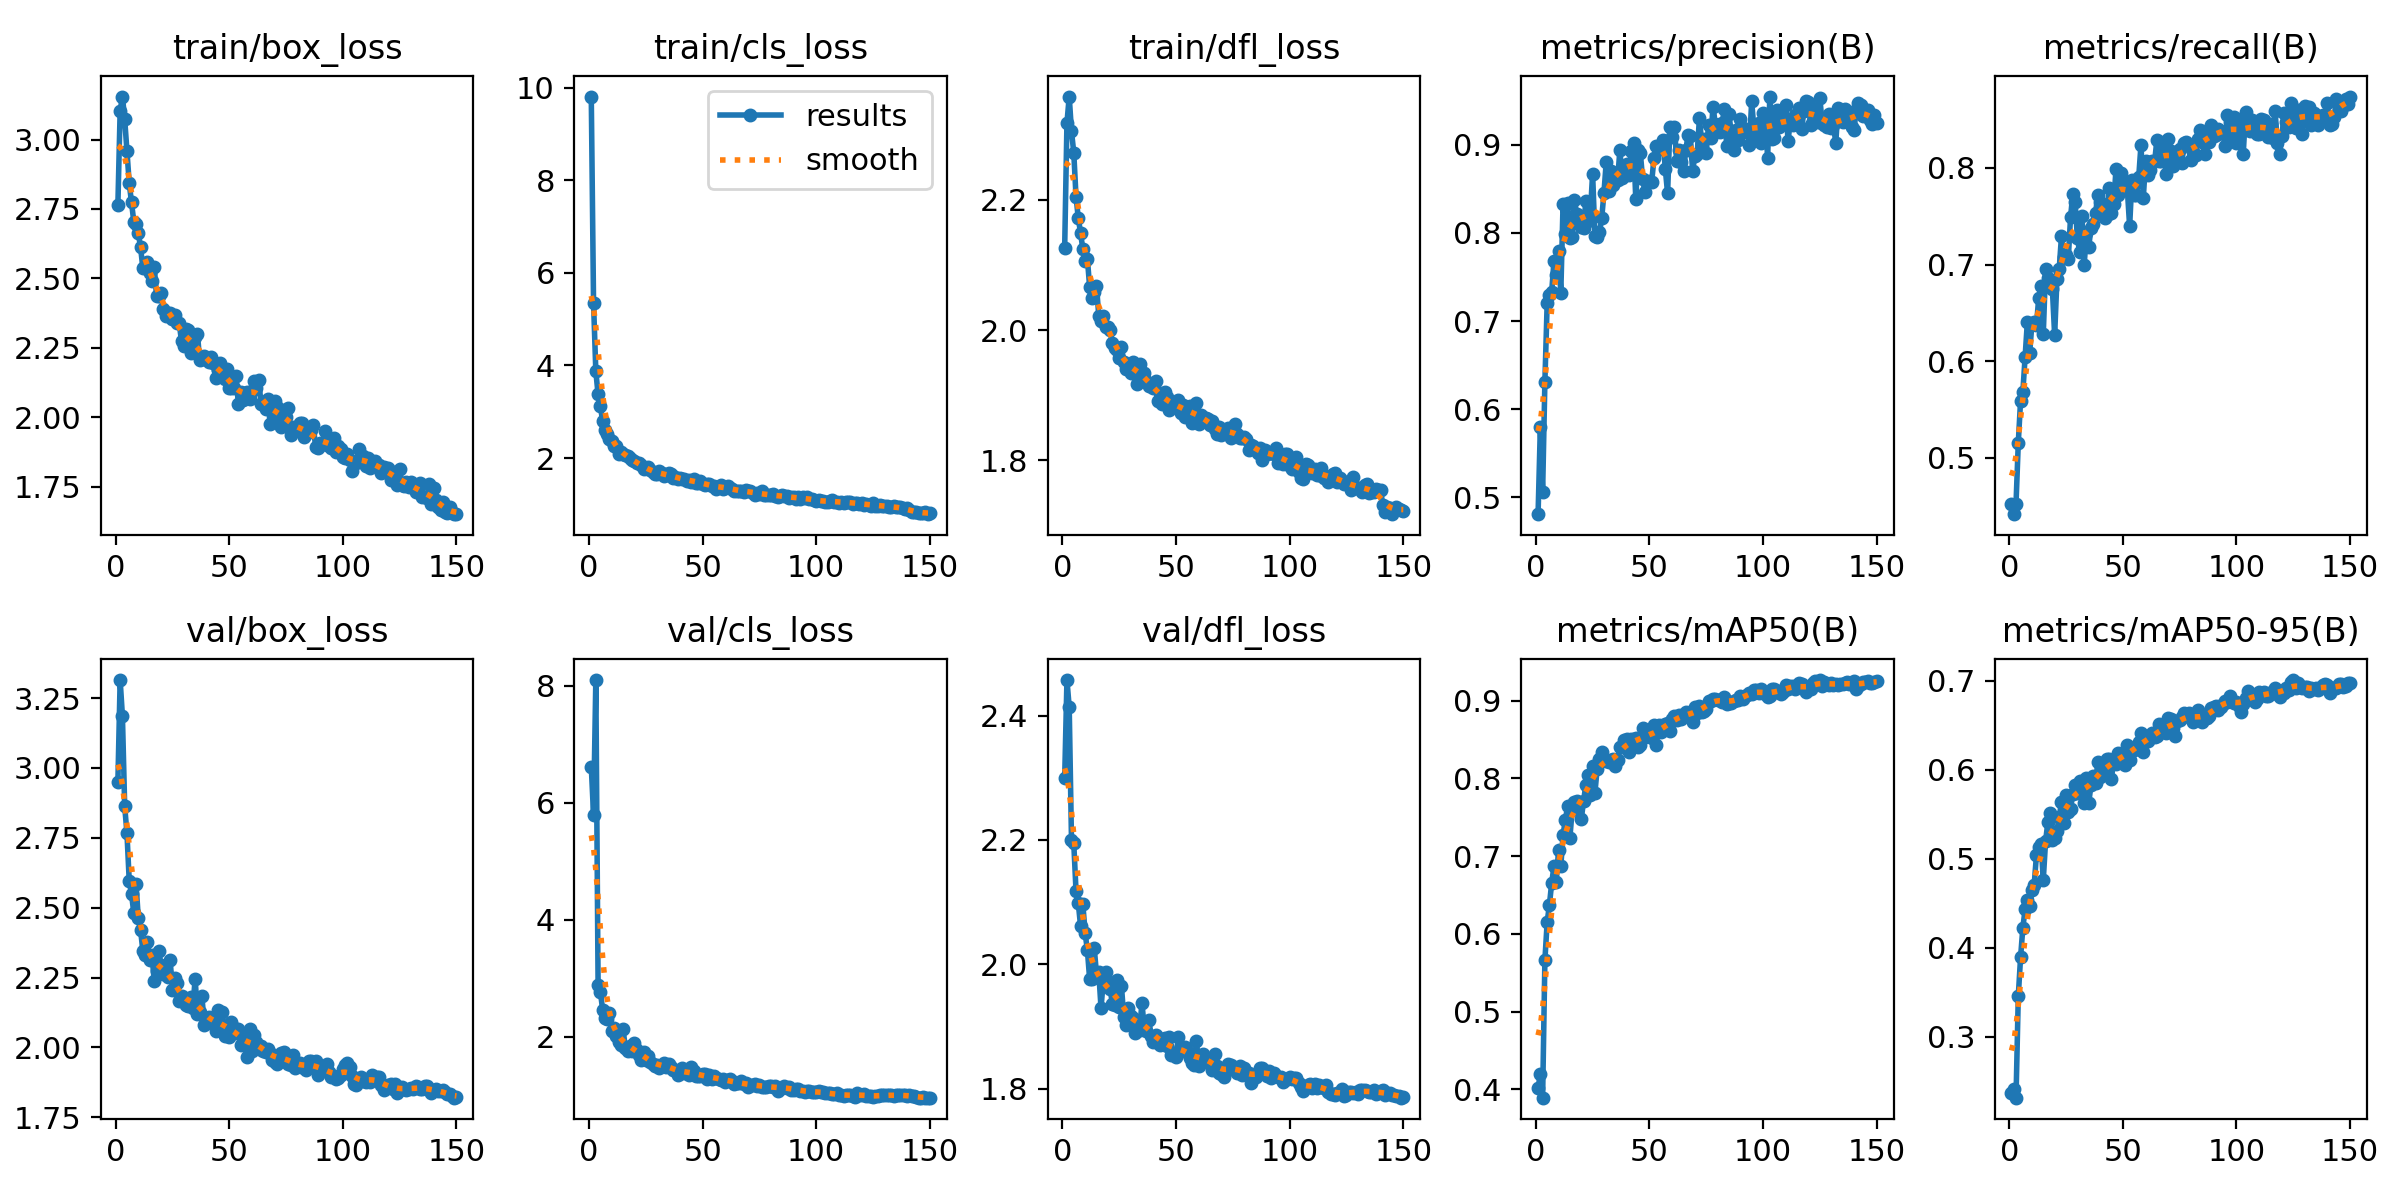 train/box_loss
3.00
2.75
2.50
2.25
2.00
1.75
0 50 100 150
train/cls_loss
results
smooth
10
8
6
4
2
0 50 100 150
train/dfl_loss
2.2
2.0
1.8
0 50 100 150
metrics/precision(B)
0.9
0.8
0.7
0.6
0.5
0 50 100 150
metrics/recall(B)
0.8
0.7
0.6
0.5
0 50 100 150
val/box_loss
3.25
3.00
2.75
2.50
2.25
2.00
1.75
0 50 100 150
val/cls_loss
8
6
4
2
0 50 100 150
val/dfl_loss
2.4
2.2
2.0
1.8
0 50 100 150
metrics/mAP50(B)
0.9
0.8
0.7
0.6
0.5
0.4
0 50 100 150
metrics/mAP50-95(B)
0.7
0.6
0.5
0.4
0.3
0 50 100 150